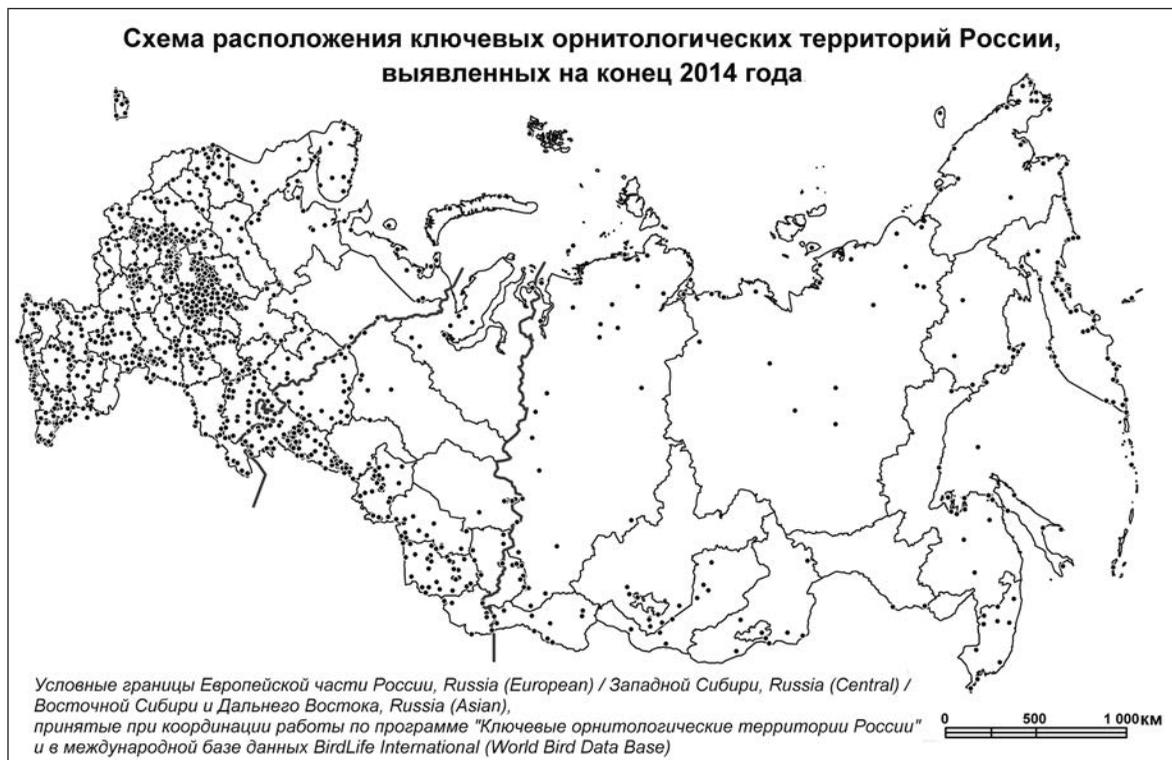 Схема расположения ключевых орнитологических территорий России,
выявленных на конец 2014 года
Условные границы Европейской части России, Russia (European) / Западной Сибири, Russia (Central) /
Восточной Сибири и Дальнего Востока, Russia (Asian),
принятые при координации работы по программе "Ключевые орнитологические территории России"
и в международной базе данных BirdLife International (World Bird Data Base)
0 500 1 000 км